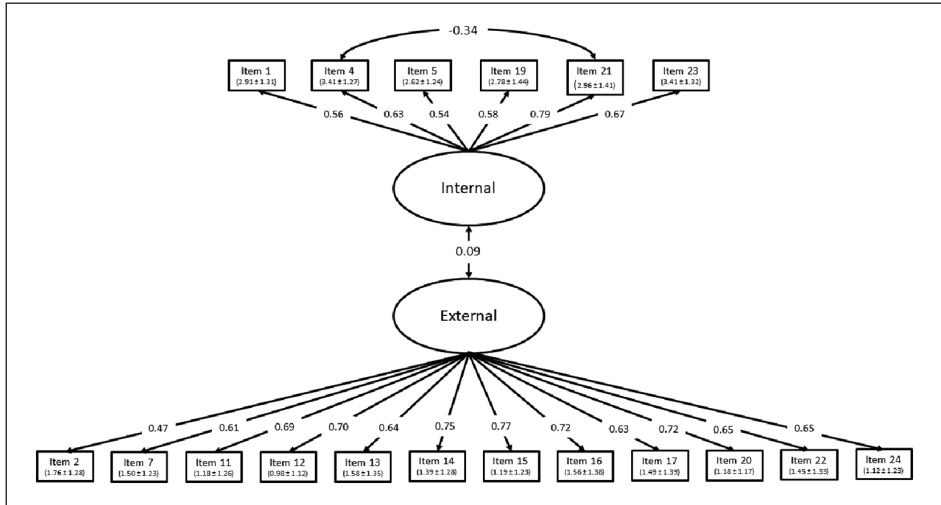 -0.34
Item 1
(2.91±1.31)
Item 4
(3.41±1.27)
Item 5
(2.62±1.24)
Item 19
(2.78±1.44)
Item 21
(2.96±1.41)
Item 23
(3.41±1.32)
0.56
0.63
0.54
0.58
0.79
0.67
Internal
0.09
External
0.47
0.61
0.69
0.70
0.64
0.75
0.77
0.72
0.63
0.72
0.65
0.65
Item 2
(1.76±1.28)
Item 7
(1.50±1.23)
Item 11
(1.18±1.26)
Item 12
(0.98±1.22)
Item 13
(1.58±1.35)
Item 14
(1.39±1.28)
Item 15
(1.19±1.23)
Item 16
(1.56±1.38)
Item 17
(1.49±1.39)
Item 20
(1.18±1.17)
Item 22
(1.45±1.33)
Item 24
(1.12±1.23)